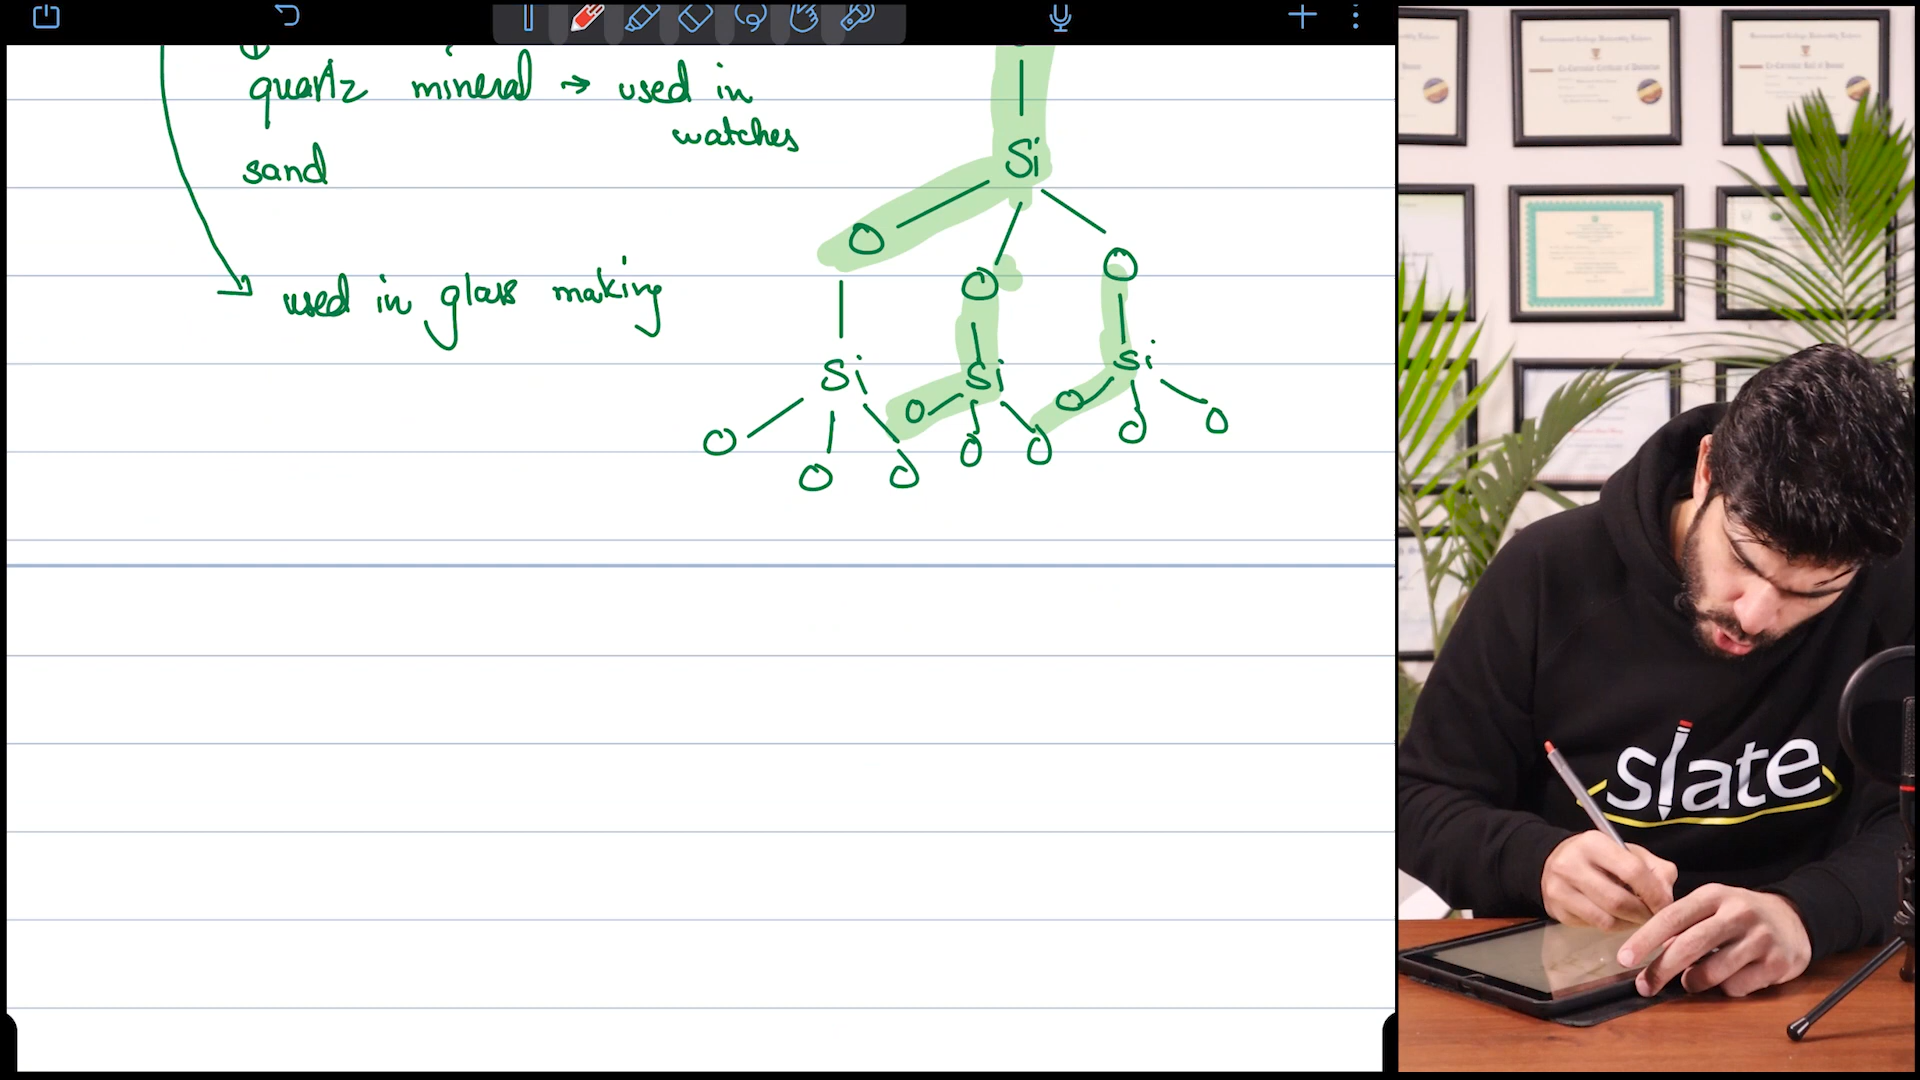 quartz mineral → used in
watches
sand
used in glass making
Si
O
O
O
Si
Si
Si
O
O
O
O
O
O
O
O
O
slate